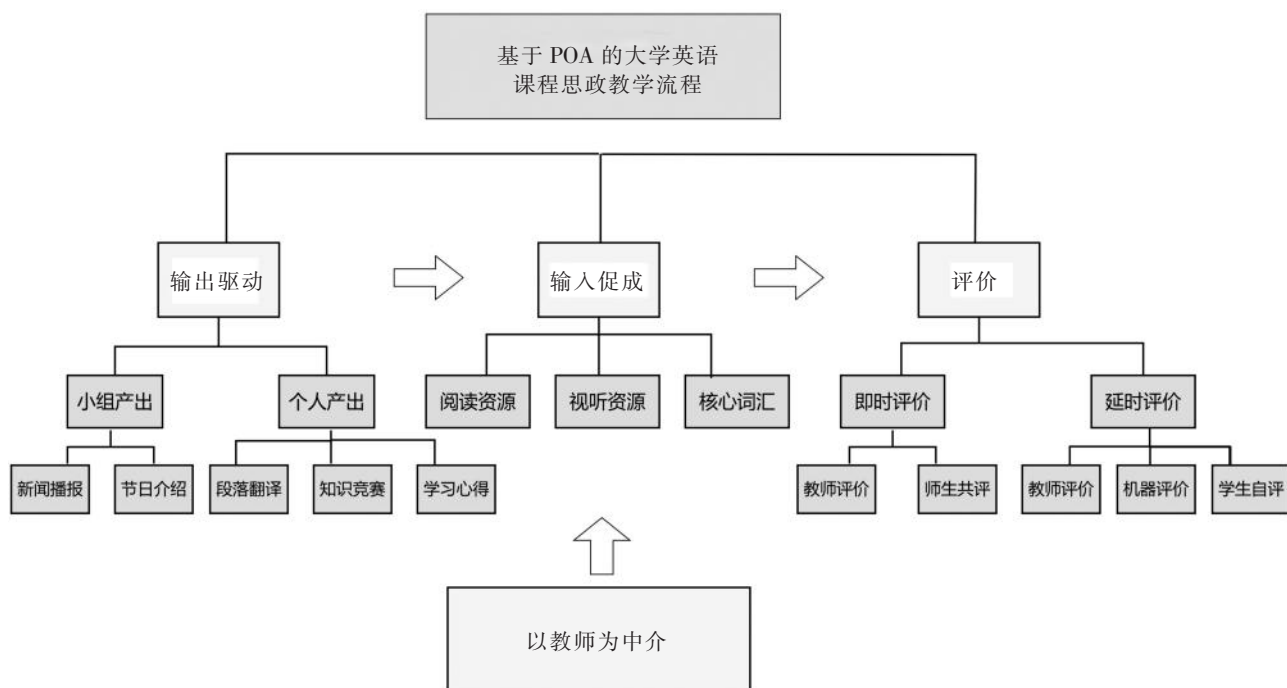 基于 POA 的大学英语
课程思政教学流程
输出驱动
输入促成
评价
小组产出
个人产出
阅读资源
视听资源
核心词汇
即时评价
延时评价
新闻播报
节日介绍
段落翻译
知识竞赛
学习心得
教师评价
师生共评
教师评价
机器评价
学生自评
以教师为中介